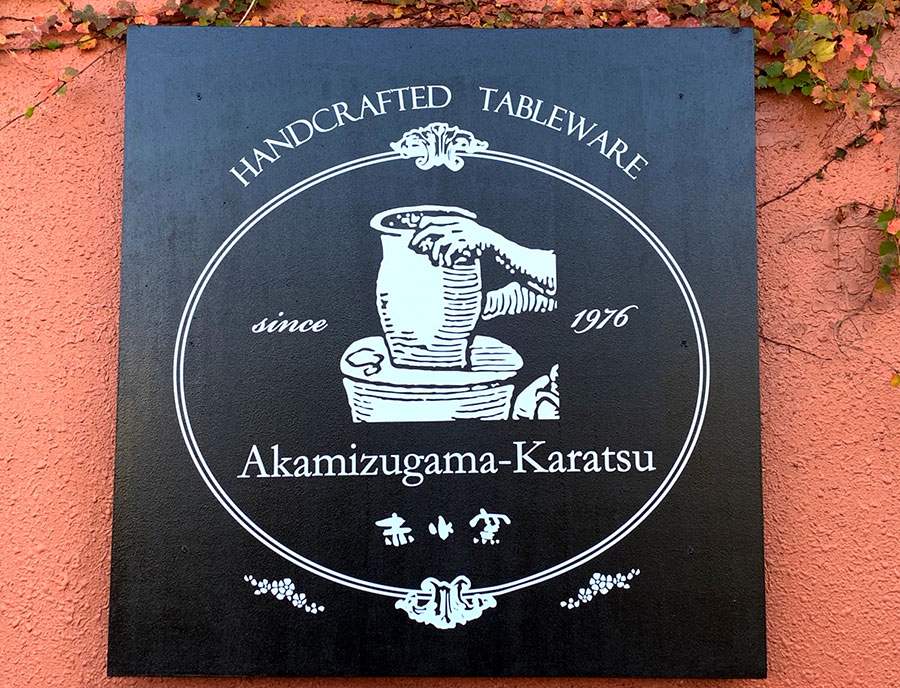 HANDCRAFTED TABLEWARE
since 1976
Akamizugama-Karatsu
赤水窯